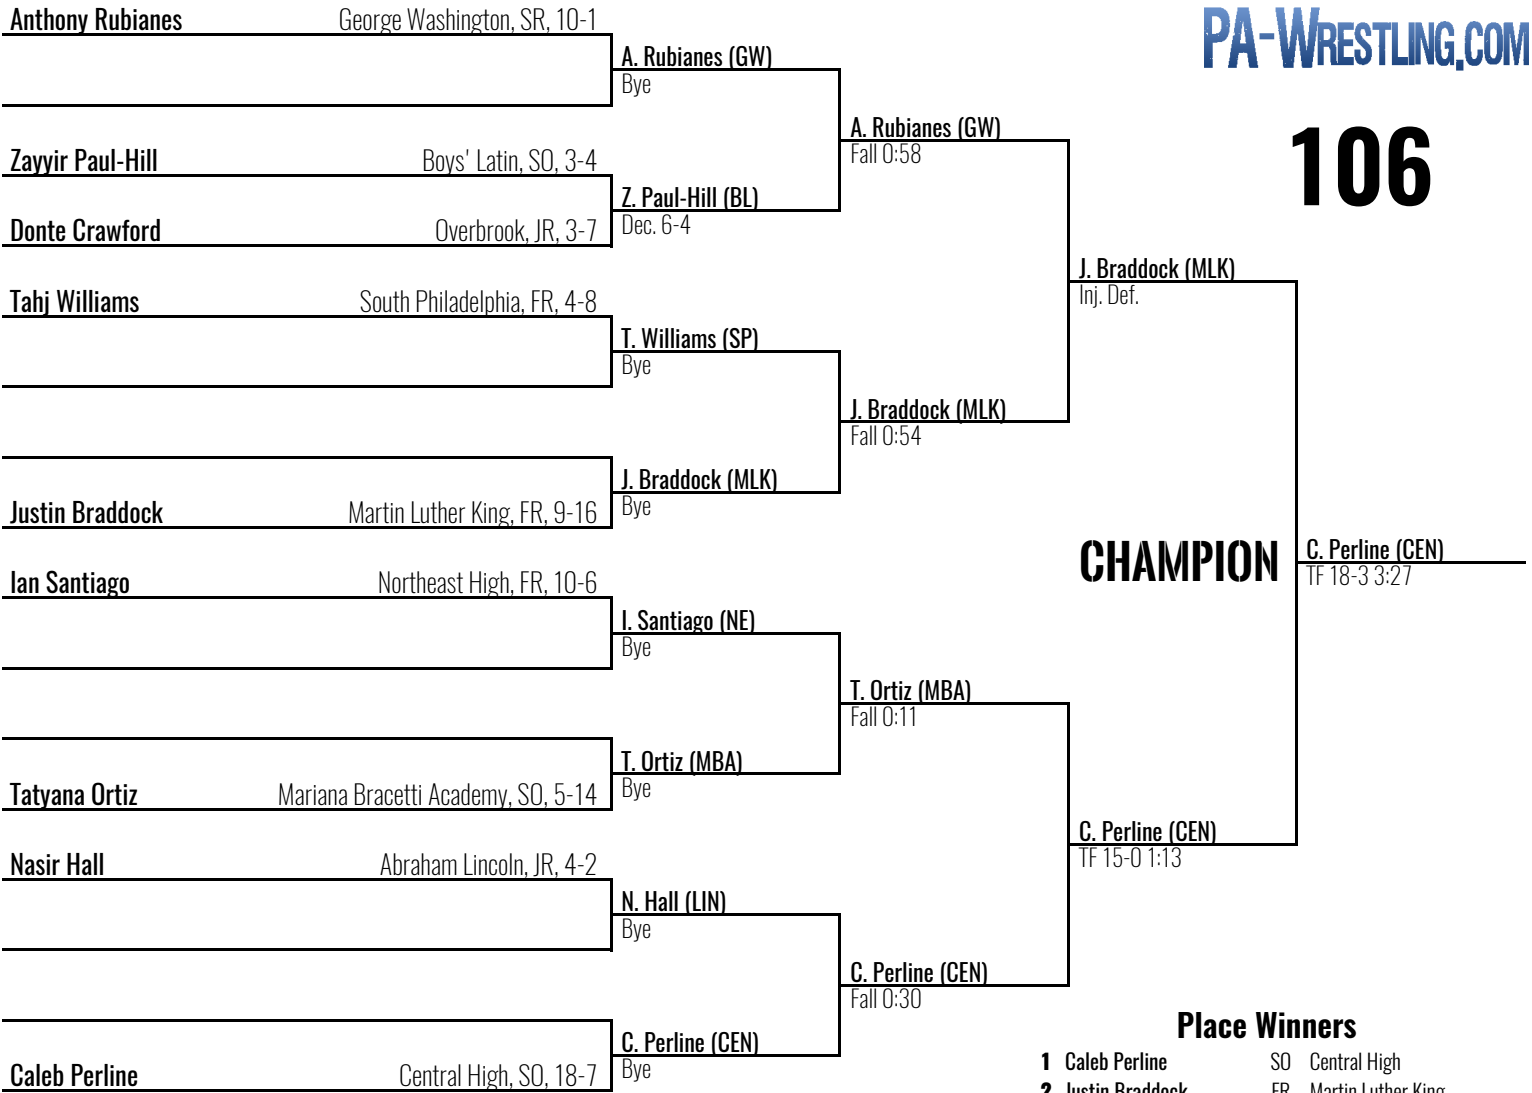 Anthony Rubianes George Washington, SR, 10-1
A. Rubianes (GW)
Bye
PA-WRESTLING.COM
106
A. Rubianes (GW)
Fall 0:58
Zayyir Paul-Hill Boys' Latin, SO, 3-4
Z. Paul-Hill (BL)
Dec. 6-4
Donte Crawford Overbrook, JR, 3-7
J. Braddock (MLK)
Inj. Def.
Tahj Williams South Philadelphia, FR, 4-8
T. Williams (SP)
Bye
J. Braddock (MLK)
Fall 0:54
J. Braddock (MLK)
Bye
Justin Braddock Martin Luther King, FR, 9-16
CHAMPION
C. Perline (CEN)
TF 18-3 3:27
Ian Santiago Northeast High, FR, 10-6
I. Santiago (NE)
Bye
T. Ortiz (MBA)
Fall 0:11
T. Ortiz (MBA)
Bye
Tatyana Ortiz Mariana Bracetti Academy, SO, 5-14
C. Perline (CEN)
TF 15-0 1:13
Nasir Hall Abraham Lincoln, JR, 4-2
N. Hall (LIN)
Bye
C. Perline (CEN)
Fall 0:30
C. Perline (CEN)
Bye
Caleb Perline Central High, SO, 18-7
Place Winners
1 Caleb Perline SO Central High
2 Justin Braddock FR Martin Luther King